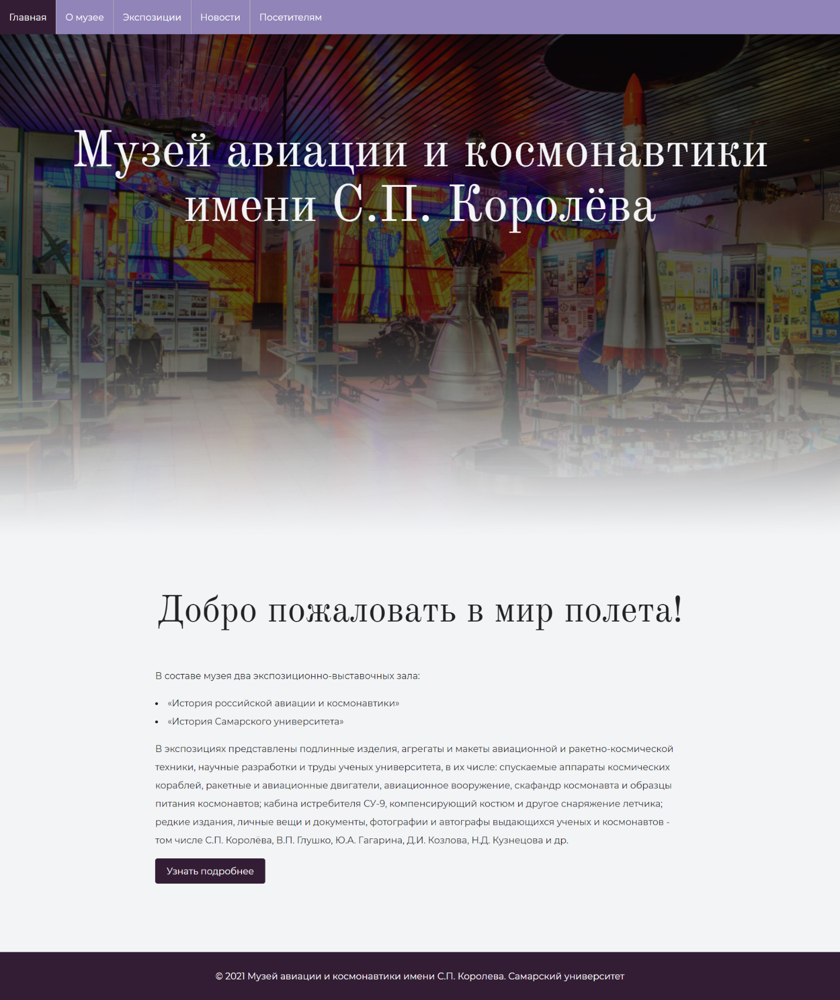 Главная
О музее
Экспозиции
Новости
Посетителям
ИСТОРИЯ
ОТЕЧЕСТВЕННОЙ
АВИАЦИИ
Музей авиации и космонавтики
имени С.П. Королёва
Добро пожаловать в мир полета!
В составе музея два экспозиционно-выставочных зала:
• «История российской авиации и космонавтики»
• «История Самарского университета»
В экспозициях представлены подлинные изделия, агрегаты и макеты авиационной и ракетно-космической
техники, научные разработки и труды ученых университета, в их числе: спускаемые аппараты космических
кораблей, ракетные и авиационные двигатели, авиационное вооружение, скафандр космонавта и образцы
питания космонавтов; кабина истребителя СУ-9, компенсирующий костюм и другое снаряжение летчика;
редкие издания, личные вещи и документы, фотографии и автографы выдающихся ученых и космонавтов -
том числе С.П. Королёва, В.П. Глушко, Ю.А. Гагарина, Д.И. Козлова, Н.Д. Кузнецова и др.
Узнать подробнее
© 2021 Музей авиации и космонавтики имени С.П. Королева. Самарский университет